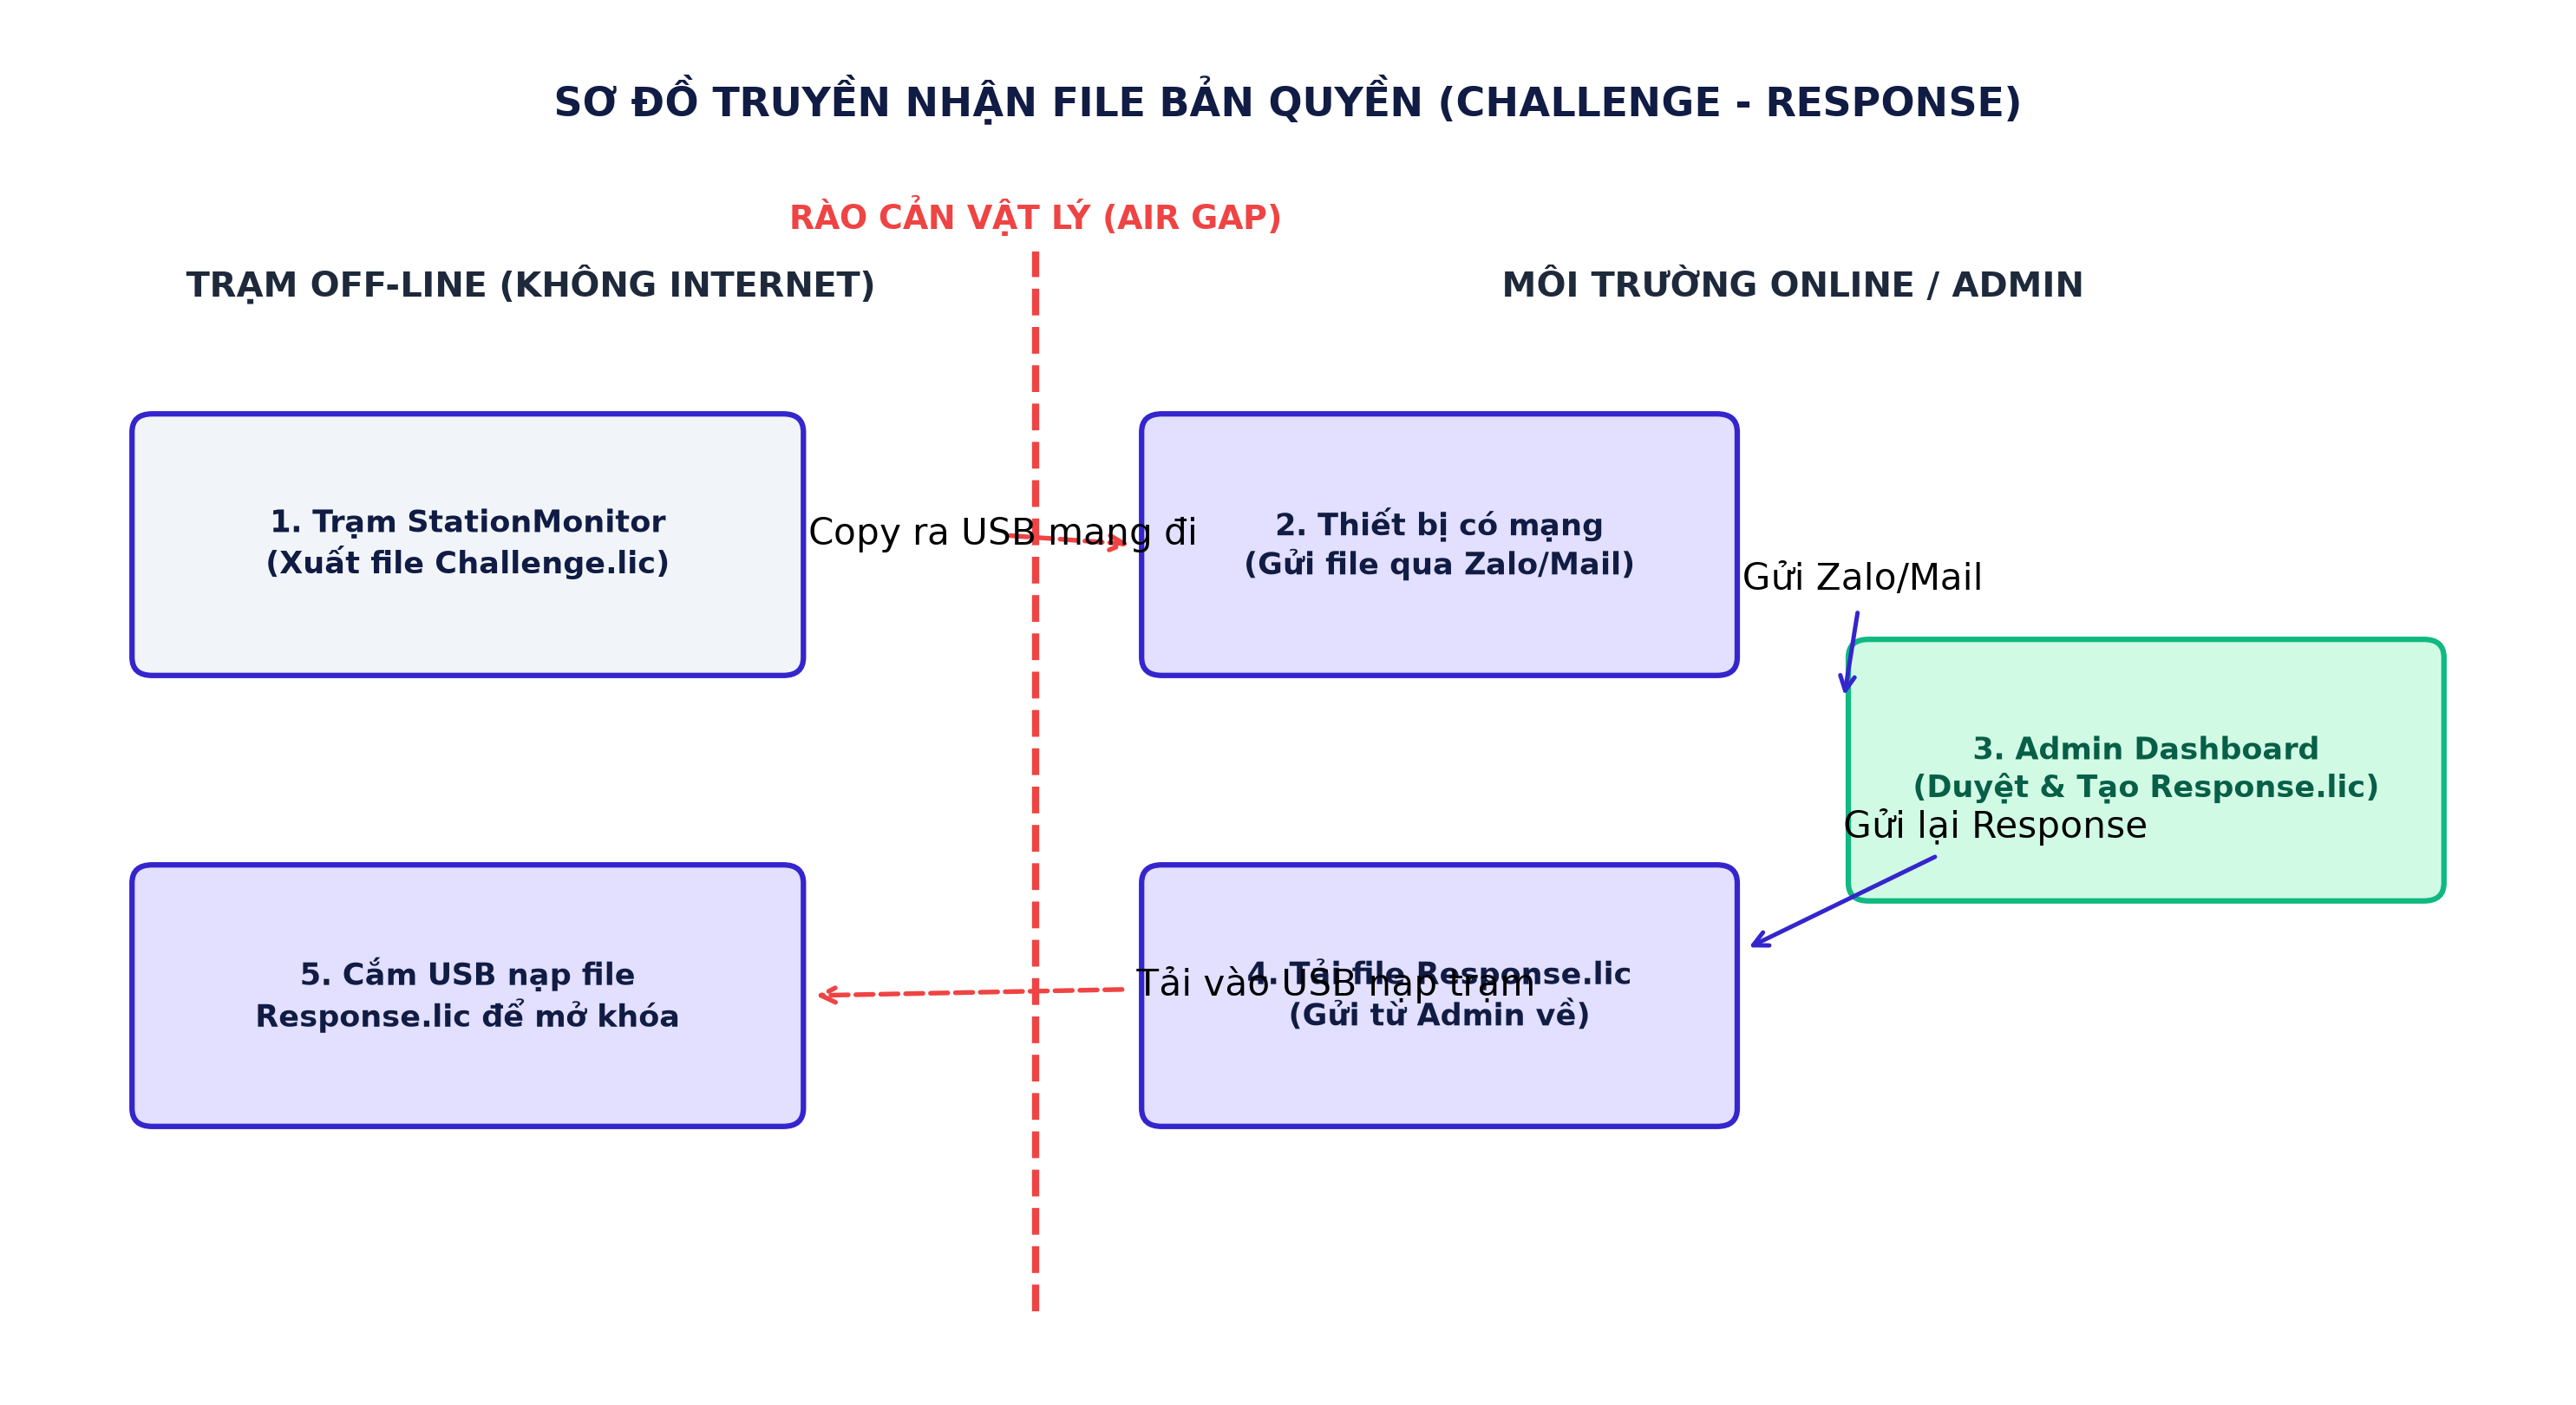 SƠ ĐỒ TRUYỀN NHẬN FILE BẢN QUYỀN (CHALLENGE - RESPONSE)
RÀO CẢN VẬT LÝ (AIR GAP)
TRẠM OFF-LINE (KHÔNG INTERNET)
MÔI TRƯỜNG ONLINE / ADMIN
1. Trạm StationMonitor
(Xuất file Challenge.lic)
Copy ra USB mang đi
2. Thiết bị có mạng
(Gửi file qua Zalo/Mail)
Gửi Zalo/Mail
3. Admin Dashboard
(Duyệt & Tạo Response.lic)
Gửi lại Response
4. Tải file Response.lic
(Gửi từ Admin về)
Tải vào USB nạp trạm
5. Cắm USB nạp file
Response.lic để mở khóa